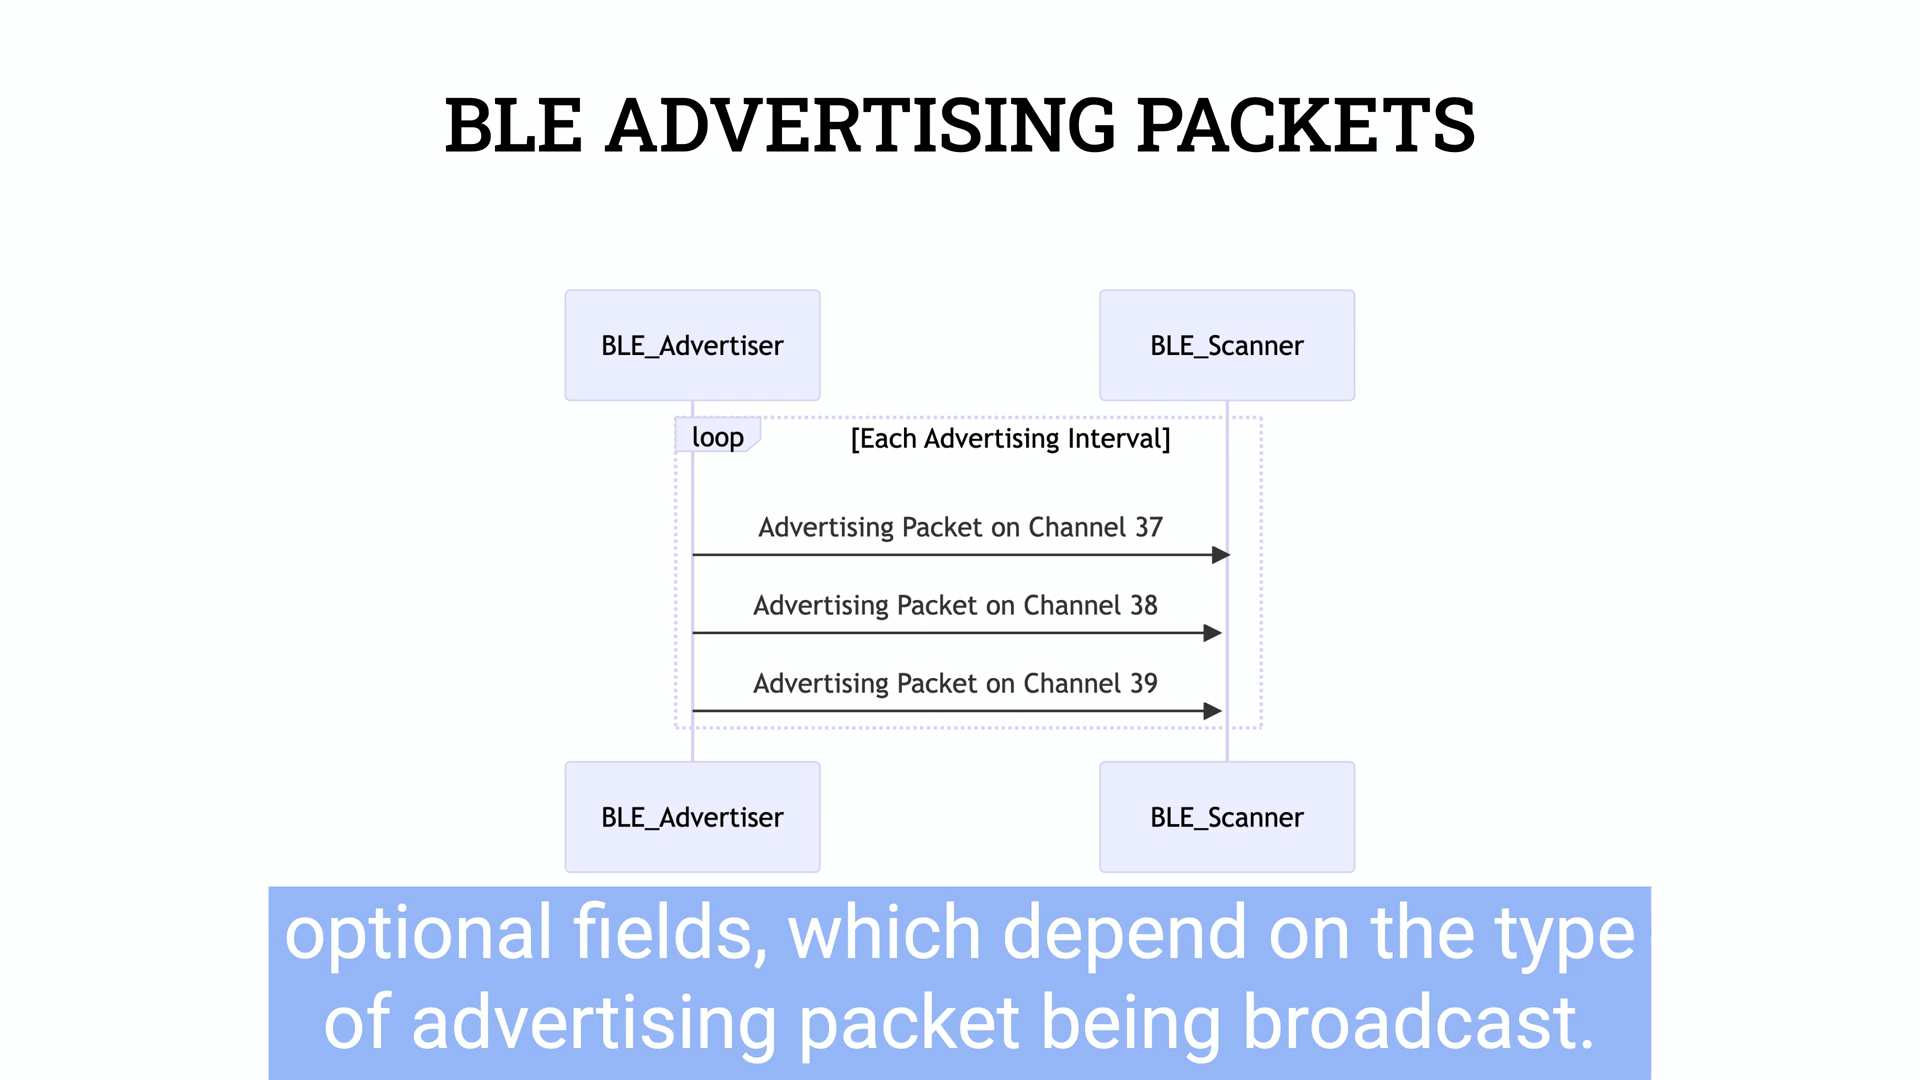 BLE ADVERTISING PACKETS
BLE_Advertiser
BLE_Scanner
loop
[Each Advertising Interval]
Advertising Packet on Channel 37
Advertising Packet on Channel 38
Advertising Packet on Channel 39
BLE_Advertiser
BLE_Scanner
optional fields, which depend on the type
of advertising packet being broadcast.